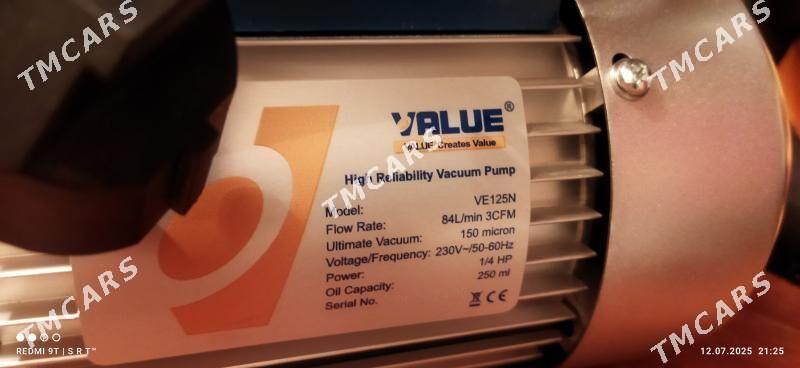 TMCARS
TMCARS
VALUE®
VALUE Creates Value
TMCARS
High Reliability Vacuum Pump
TMCARS
Model: VE125N
Flow Rate: 84L/min 3CFM
Ultimate Vacuum: 150 micron
Voltage/Frequency: 230V~/50-60Hz
Power: 1/4 HP
Oil Capacity: 250 ml
Serial No.
CE
TMCARS
TMCARS
TMCARS
REDMI 9T | S R T™
12.07.2025 21:25